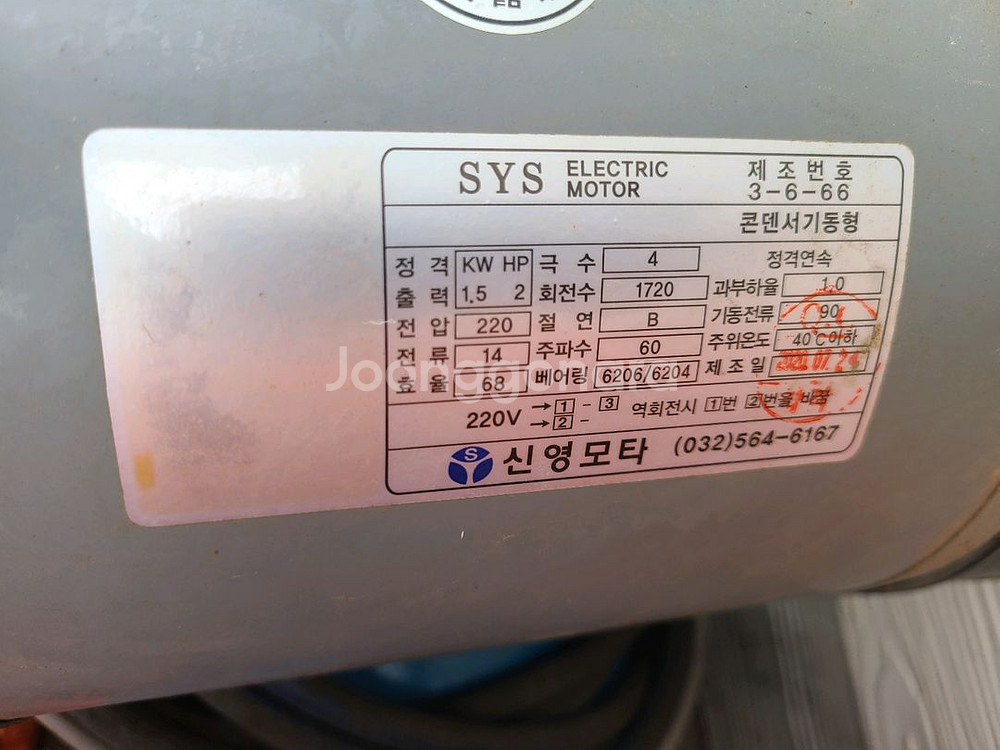 SYS ELECTRIC MOTOR 제조번호 3-6-66
콘덴서기동형
정격 KW HP 극수 4 정격연속
출력 1.5 2 회전수 1720 과부하율 1.0
전압 220 절연 B 기동전류 90
전류 14 주파수 60 주위온도 40℃이하
효율 68 베어링 6206/6204 제조일 2020.07.24
220V → 1 - 3 역회전시 1번 2번을 바꿈
→ 2 -
S 신영모타 (032)564-6167
Joonggonara